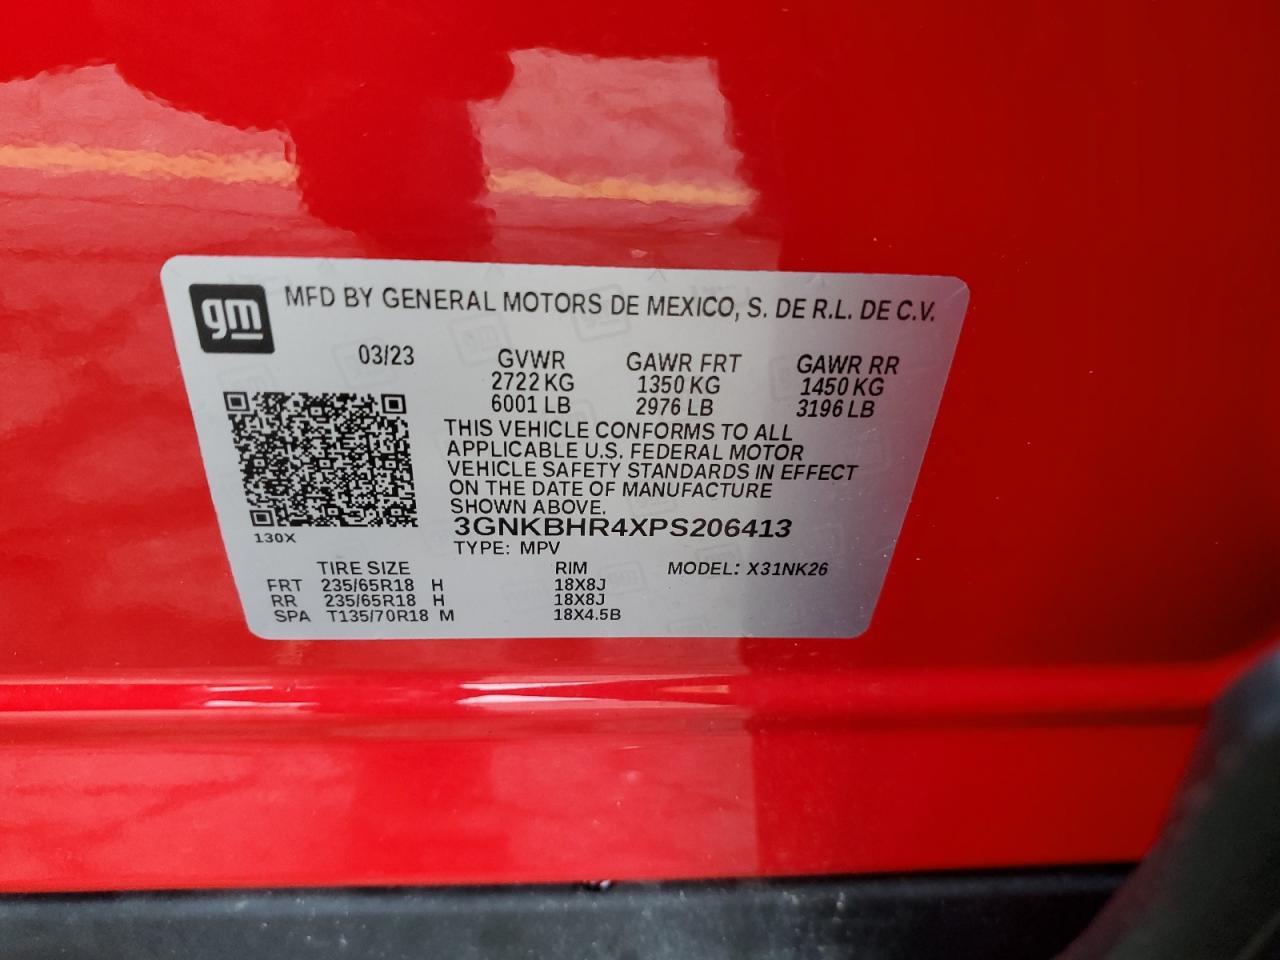 gm MFD BY GENERAL MOTORS DE MEXICO, S. DE R.L. DE C.V.
03/23 GVWR GAWR FRT GAWR RR
2722 KG 1350 KG 1450 KG
6001 LB 2976 LB 3196 LB
THIS VEHICLE CONFORMS TO ALL
APPLICABLE U.S. FEDERAL MOTOR
VEHICLE SAFETY STANDARDS IN EFFECT
ON THE DATE OF MANUFACTURE
SHOWN ABOVE.
3GNKBHR4XPS206413
130X
TYPE: MPV
TIRE SIZE RIM MODEL: X31NK26
FRT 235/65R18 H 18X8J
RR 235/65R18 H 18X8J
SPA T135/70R18 M 18X4.5B